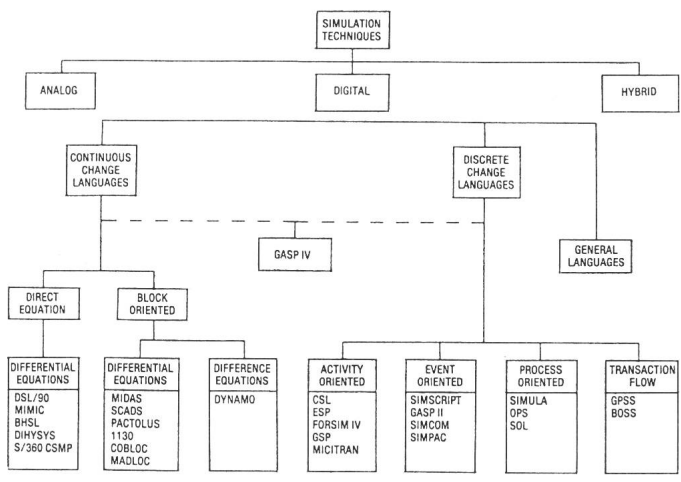 SIMULATION
TECHNIQUES
ANALOG
DIGITAL
HYBRID
CONTINUOUS
CHANGE
LANGUAGES
DISCRETE
CHANGE
LANGUAGES
GASP IV
GENERAL
LANGUAGES
DIRECT
EQUATION
BLOCK
ORIENTED
DIFFERENTIAL
EQUATIONS
DSL/90
MIMIC
BHSL
DIHYSYS
S/360 CSMP
DIFFERENTIAL
EQUATIONS
MIDAS
SCADS
PACTOLUS
1130
COBLOC
MADLOC
DIFFERENCE
EQUATIONS
DYNAMO
ACTIVITY
ORIENTED
CSL
ESP
FORSIM IV
GSP
MICITRAN
EVENT
ORIENTED
SIMSCRIPT
GASP II
SIMCOM
SIMPAC
PROCESS
ORIENTED
SIMULA
OPS
SOL
TRANSACTION
FLOW
GPSS
BOSS